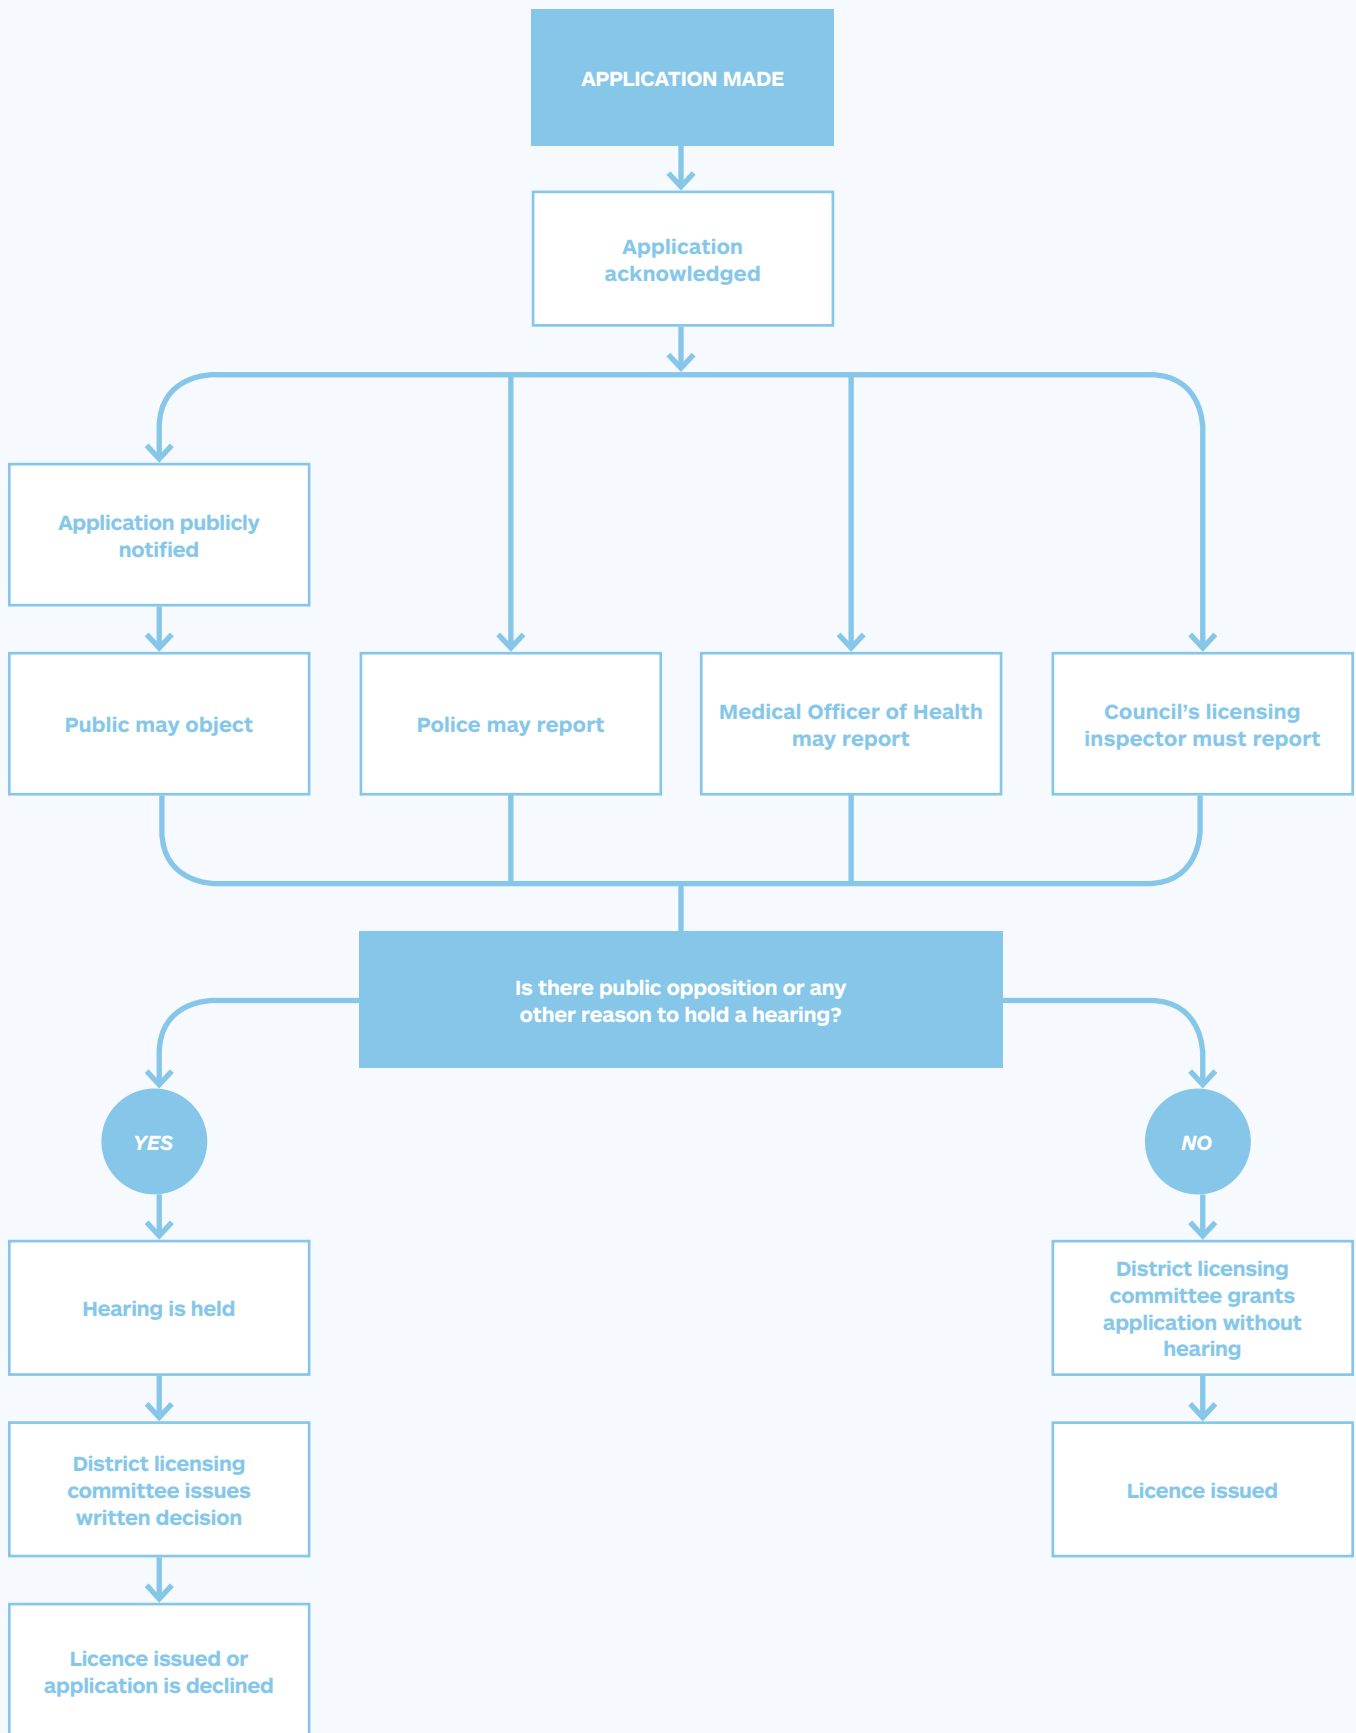 APPLICATION MADE
Application
acknowledged
Application publicly
notified
Public may object
Police may report
Medical Officer of Health
may report
Council’s licensing
inspector must report
Is there public opposition or any
other reason to hold a hearing?
YES
NO
Hearing is held
District licensing
committee grants
application without
hearing
District licensing
committee issues
written decision
Licence issued
Licence issued or
application is declined